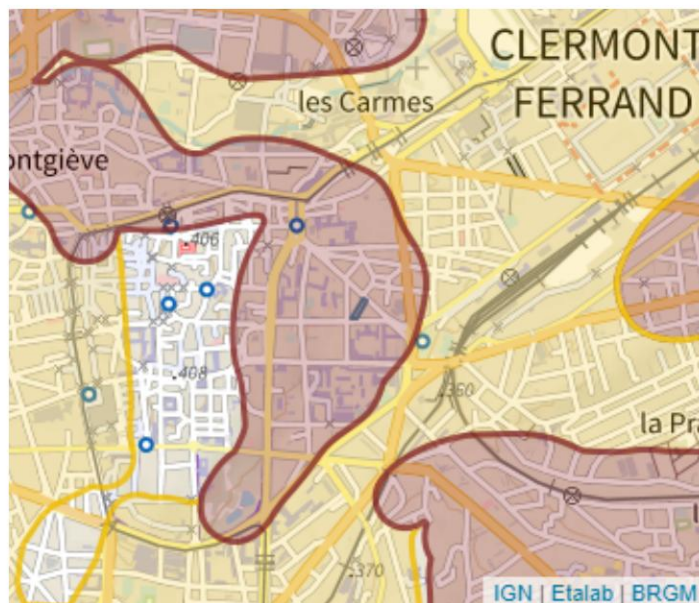 CLERMONT
FERRAND
les Carmes
ontgiève
406
408
360
la Pra
l
370
IGN | Etalab | BRGM